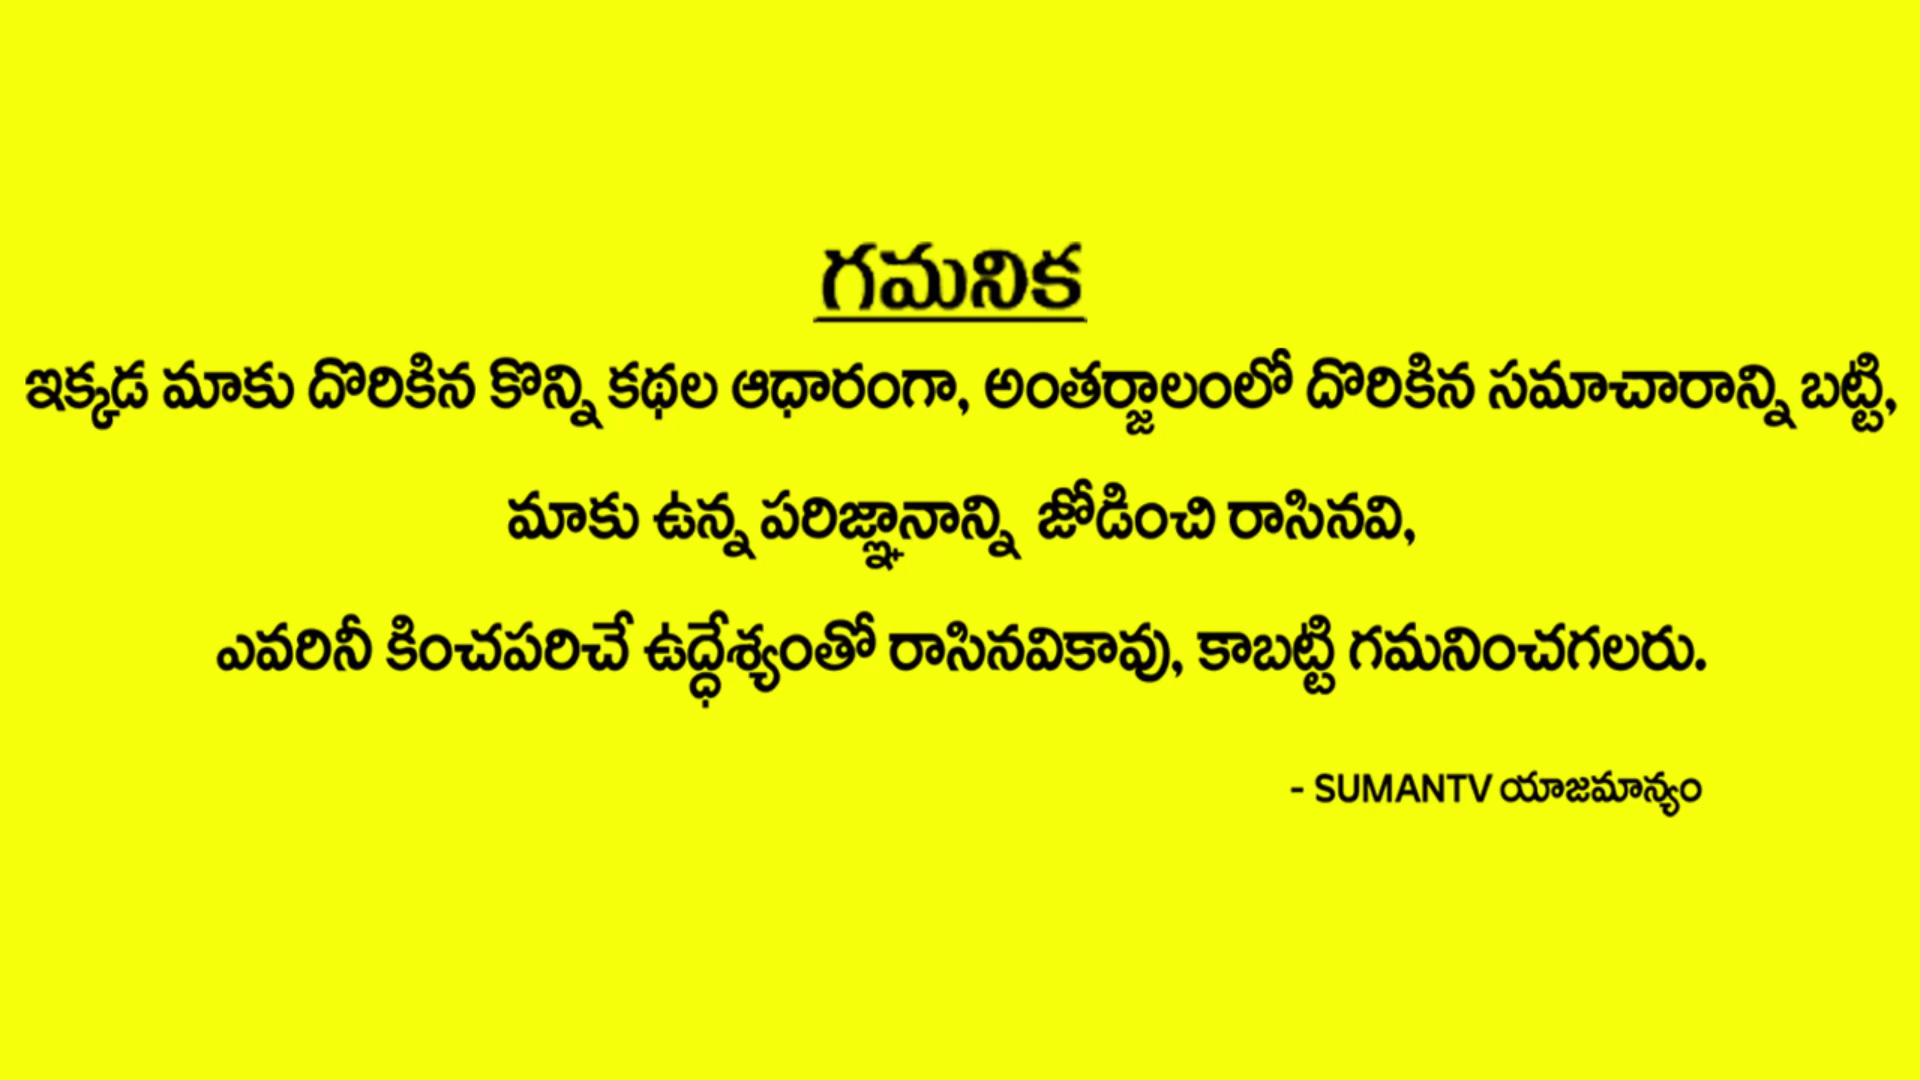 గమనిక
ఇక్కడ మాకు దొరికిన కొన్ని కథల ఆధారంగా, అంతర్జాలంలో దొరికిన సమాచారాన్ని బట్టి,
మాకు ఉన్న పరిజ్ఞానాన్ని జోడించి రాసినవి,
ఎవరినీ కించపరిచే ఉద్ధేశ్యంతో రాసినవికావు, కాబట్టి గమనించగలరు.
- SUMANTV యాజమాన్యం